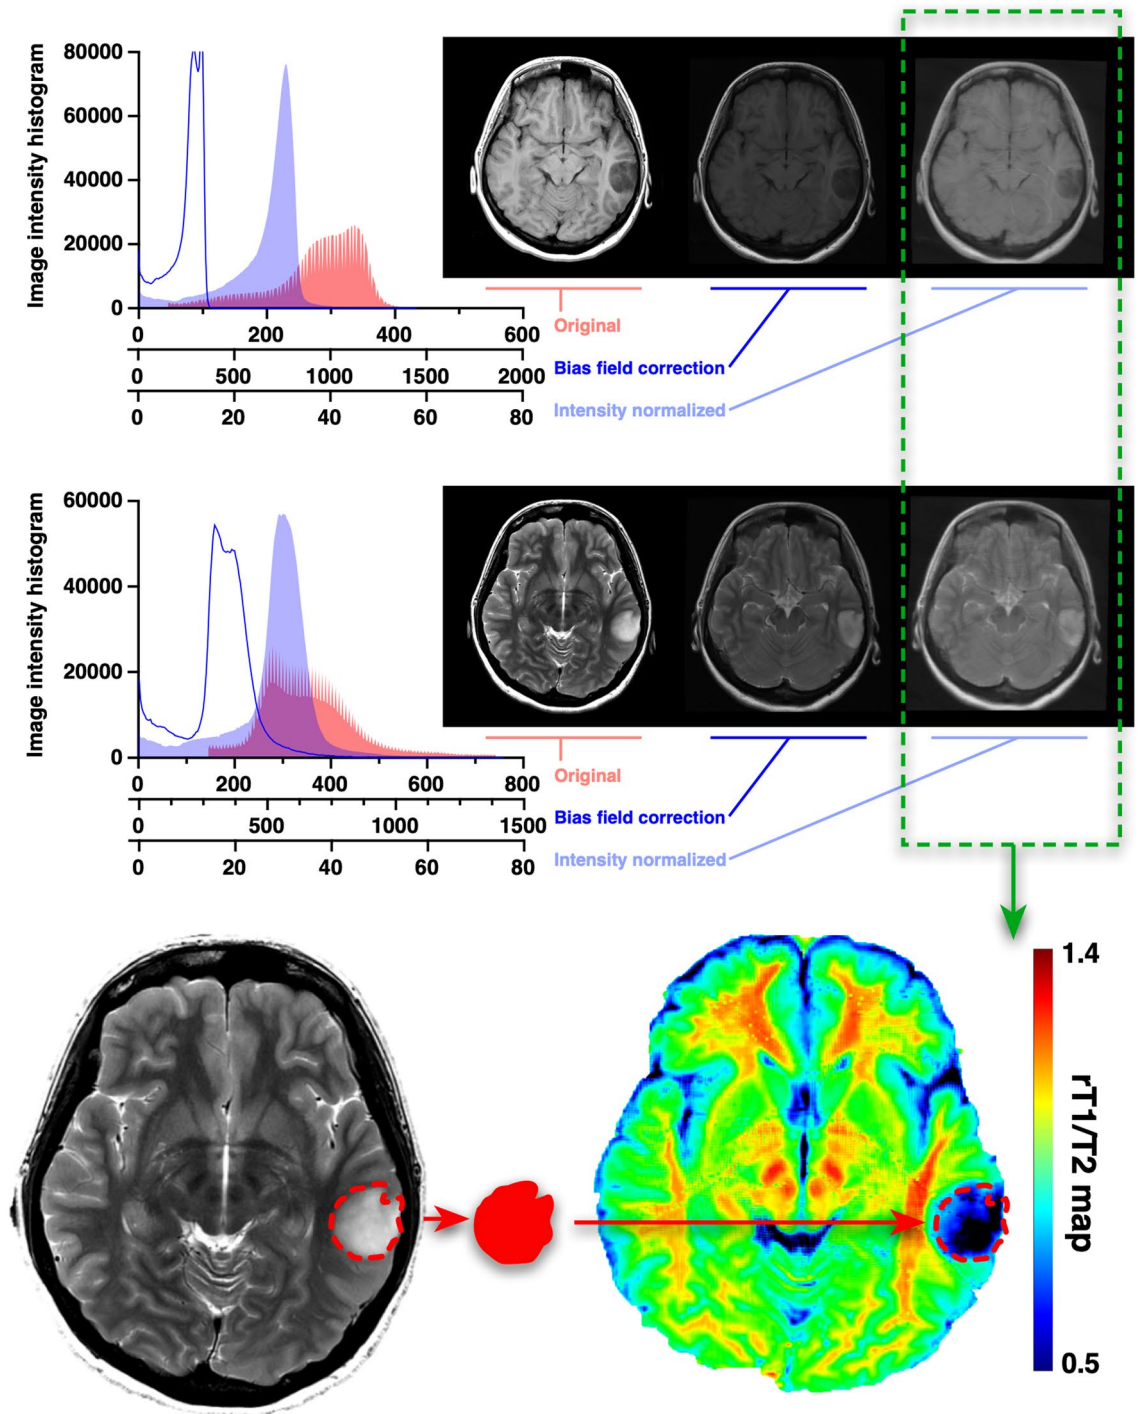 Image intensity histogram
80000
60000
40000
20000
0
0 200 400 600
0 500 1000 1500 2000
0 20 40 60 80
Original
Bias field correction
Intensity normalized
Image intensity histogram
60000
40000
20000
0
0 200 400 600 800
0 500 1000 1500
0 20 40 60 80
Original
Bias field correction
Intensity normalized
1.4
rT1/T2 map
0.5